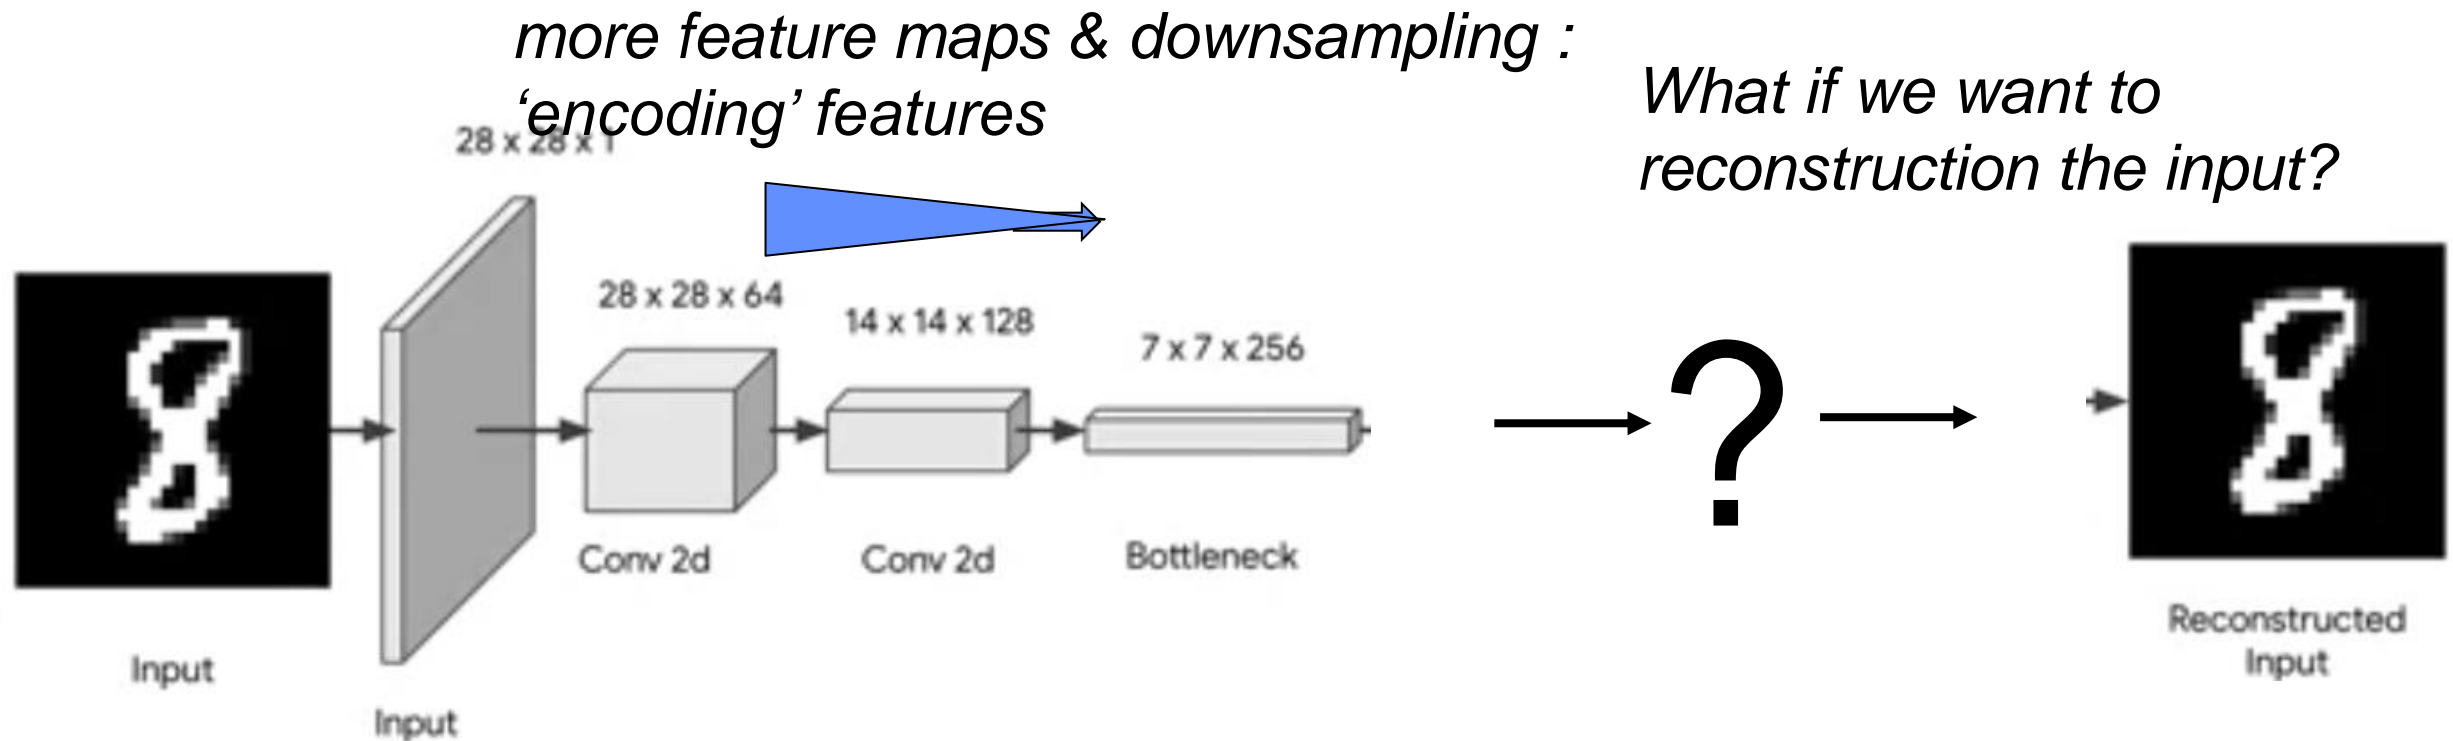 more feature maps & downsampling :
‘encoding’ features
What if we want to
reconstruction the input?
28 x 28 x 1
28 x 28 x 64
14 x 14 x 128
7 x 7 x 256
?
Conv 2d
Conv 2d
Bottleneck
Input
Input
Reconstructed
Input